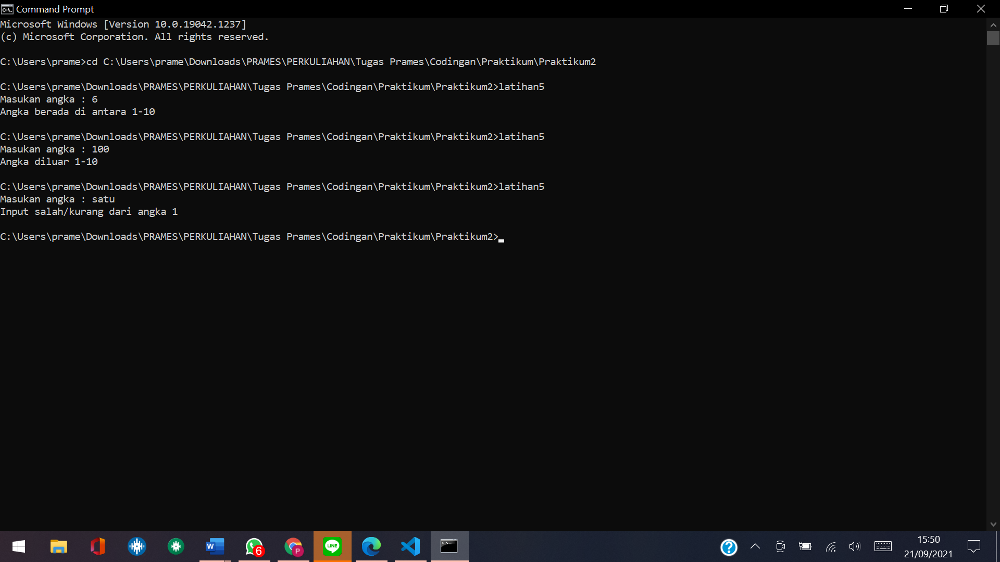 Command Prompt
Microsoft Windows [Version 10.0.19042.1237]
(c) Microsoft Corporation. All rights reserved.
C:\Users\prame>cd C:\Users\prame\Downloads\PRAMES\PERKULIAHAN\Tugas Prames\Codingan\Praktikum\Praktikum2
C:\Users\prame\Downloads\PRAMES\PERKULIAHAN\Tugas Prames\Codingan\Praktikum\Praktikum2>latihan5
Masukan angka : 6
Angka berada di antara 1-10
C:\Users\prame\Downloads\PRAMES\PERKULIAHAN\Tugas Prames\Codingan\Praktikum\Praktikum2>latihan5
Masukan angka : 100
Angka diluar 1-10
C:\Users\prame\Downloads\PRAMES\PERKULIAHAN\Tugas Prames\Codingan\Praktikum\Praktikum2>latihan5
Masukan angka : satu
Input salah/kurang dari angka 1
C:\Users\prame\Downloads\PRAMES\PERKULIAHAN\Tugas Prames\Codingan\Praktikum\Praktikum2>
W
6
P
LINE
?
15:50
21/09/2021